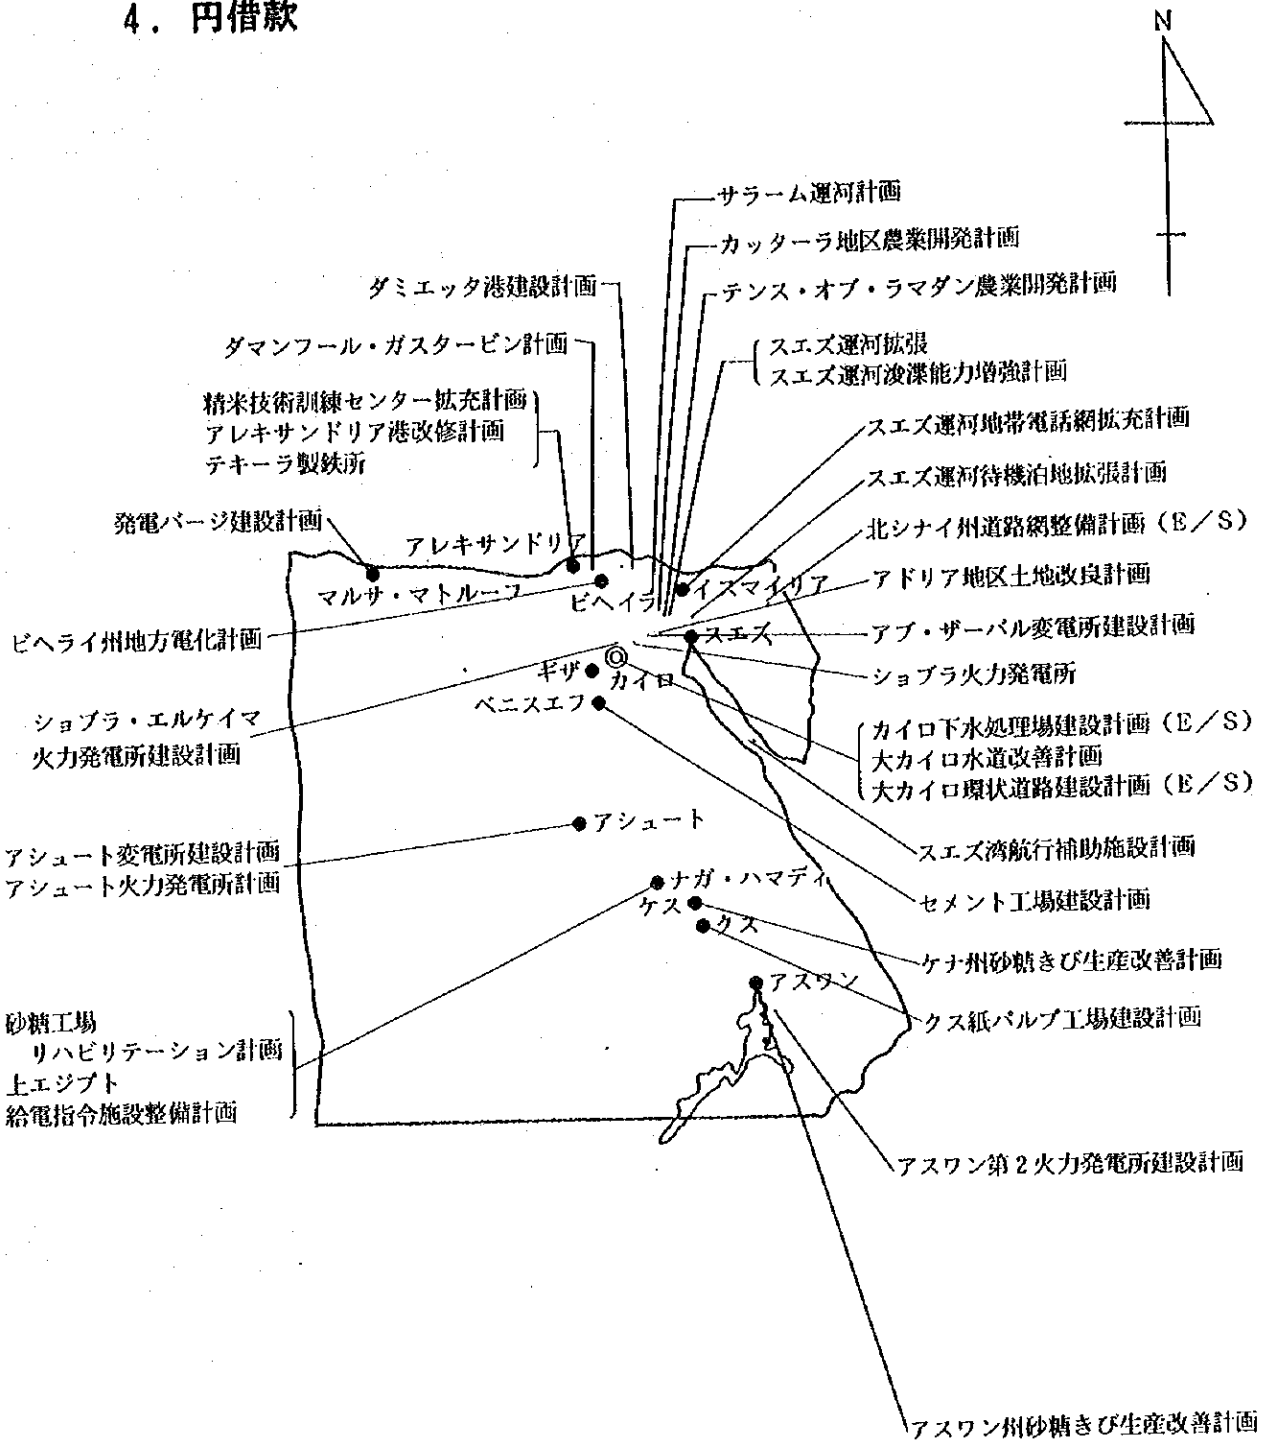 4. 円借款
N
サラーム運河計画
カッターラ地区農業開発計画
テンス・オブ・ラマダン農業開発計画
ダミエッタ港建設計画
ダマンフール・ガスタービン計画
スエズ運河拡張
スエズ運河浚渫能力増強計画
精米技術訓練センター拡充計画
アレキサンドリア港改修計画
テキーラ製鉄所
スエズ運河地帯電話網拡充計画
スエズ運河待機泊地拡張計画
発電バージ建設計画
北シナイ州道路網整備計画(E/S)
アレキサンドリア
マルサ・マトルーフ
ビヘイラ
イスマイリア
アドリア地区土地改良計画
ビヘライ州地方電化計画
スエズ
アブ・ザーバル変電所建設計画
ギザ
カイロ
ショブラ火力発電所
ベニスエフ
ショブラ・エルケイマ
火力発電所建設計画
カイロ下水処理場建設計画(E/S)
大カイロ水道改善計画
大カイロ環状道路建設計画(E/S)
アシュート
アシュート変電所建設計画
アシュート火力発電所計画
スエズ湾航行補助施設計画
ナガ・ハマディ
ケス
セメント工場建設計画
クス
ケナ州砂糖きび生産改善計画
アスワン
クス紙パルプ工場建設計画
砂糖工場
リハビリテーション計画
上エジプト
給電指令施設整備計画
アスワン第2火力発電所建設計画
アスワン州砂糖きび生産改善計画